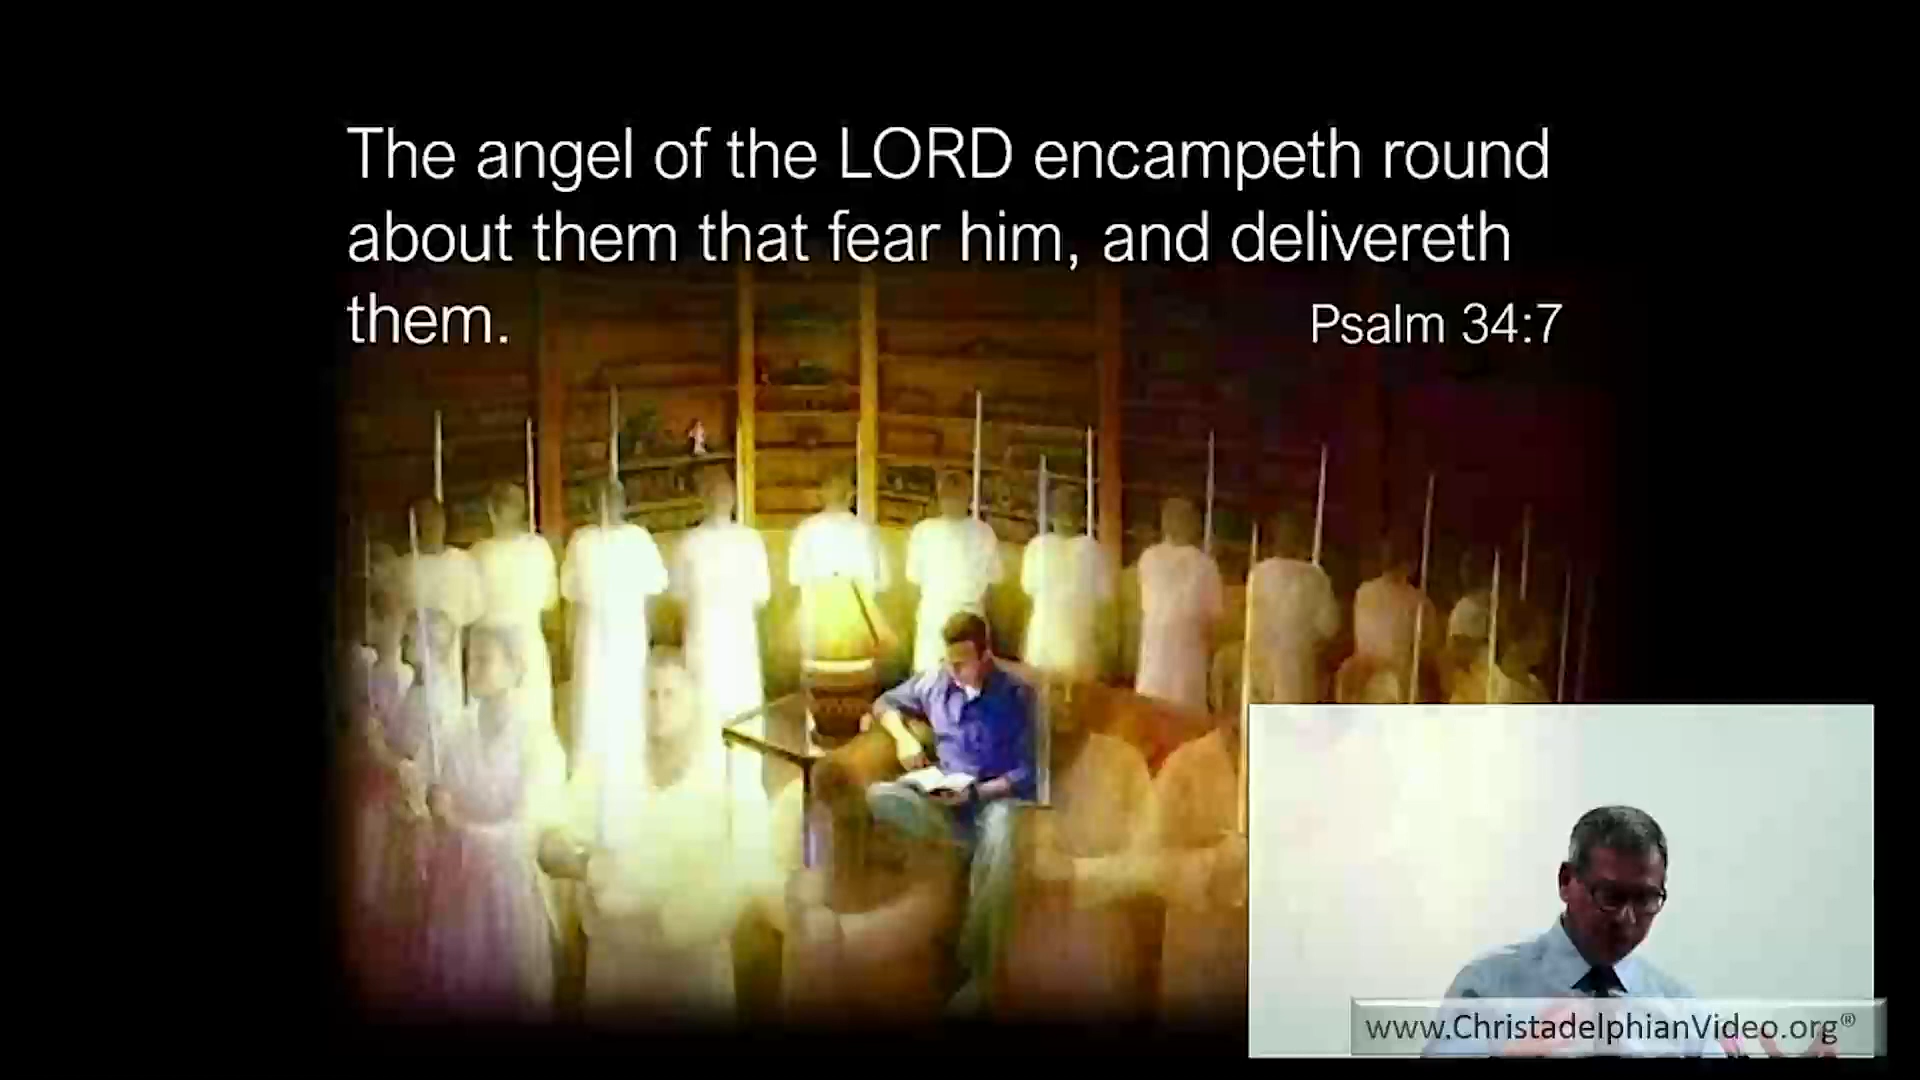 The angel of the LORD encampeth round
about them that fear him, and delivereth
them.
Psalm 34:7
www.ChristadelphianVideo.org®